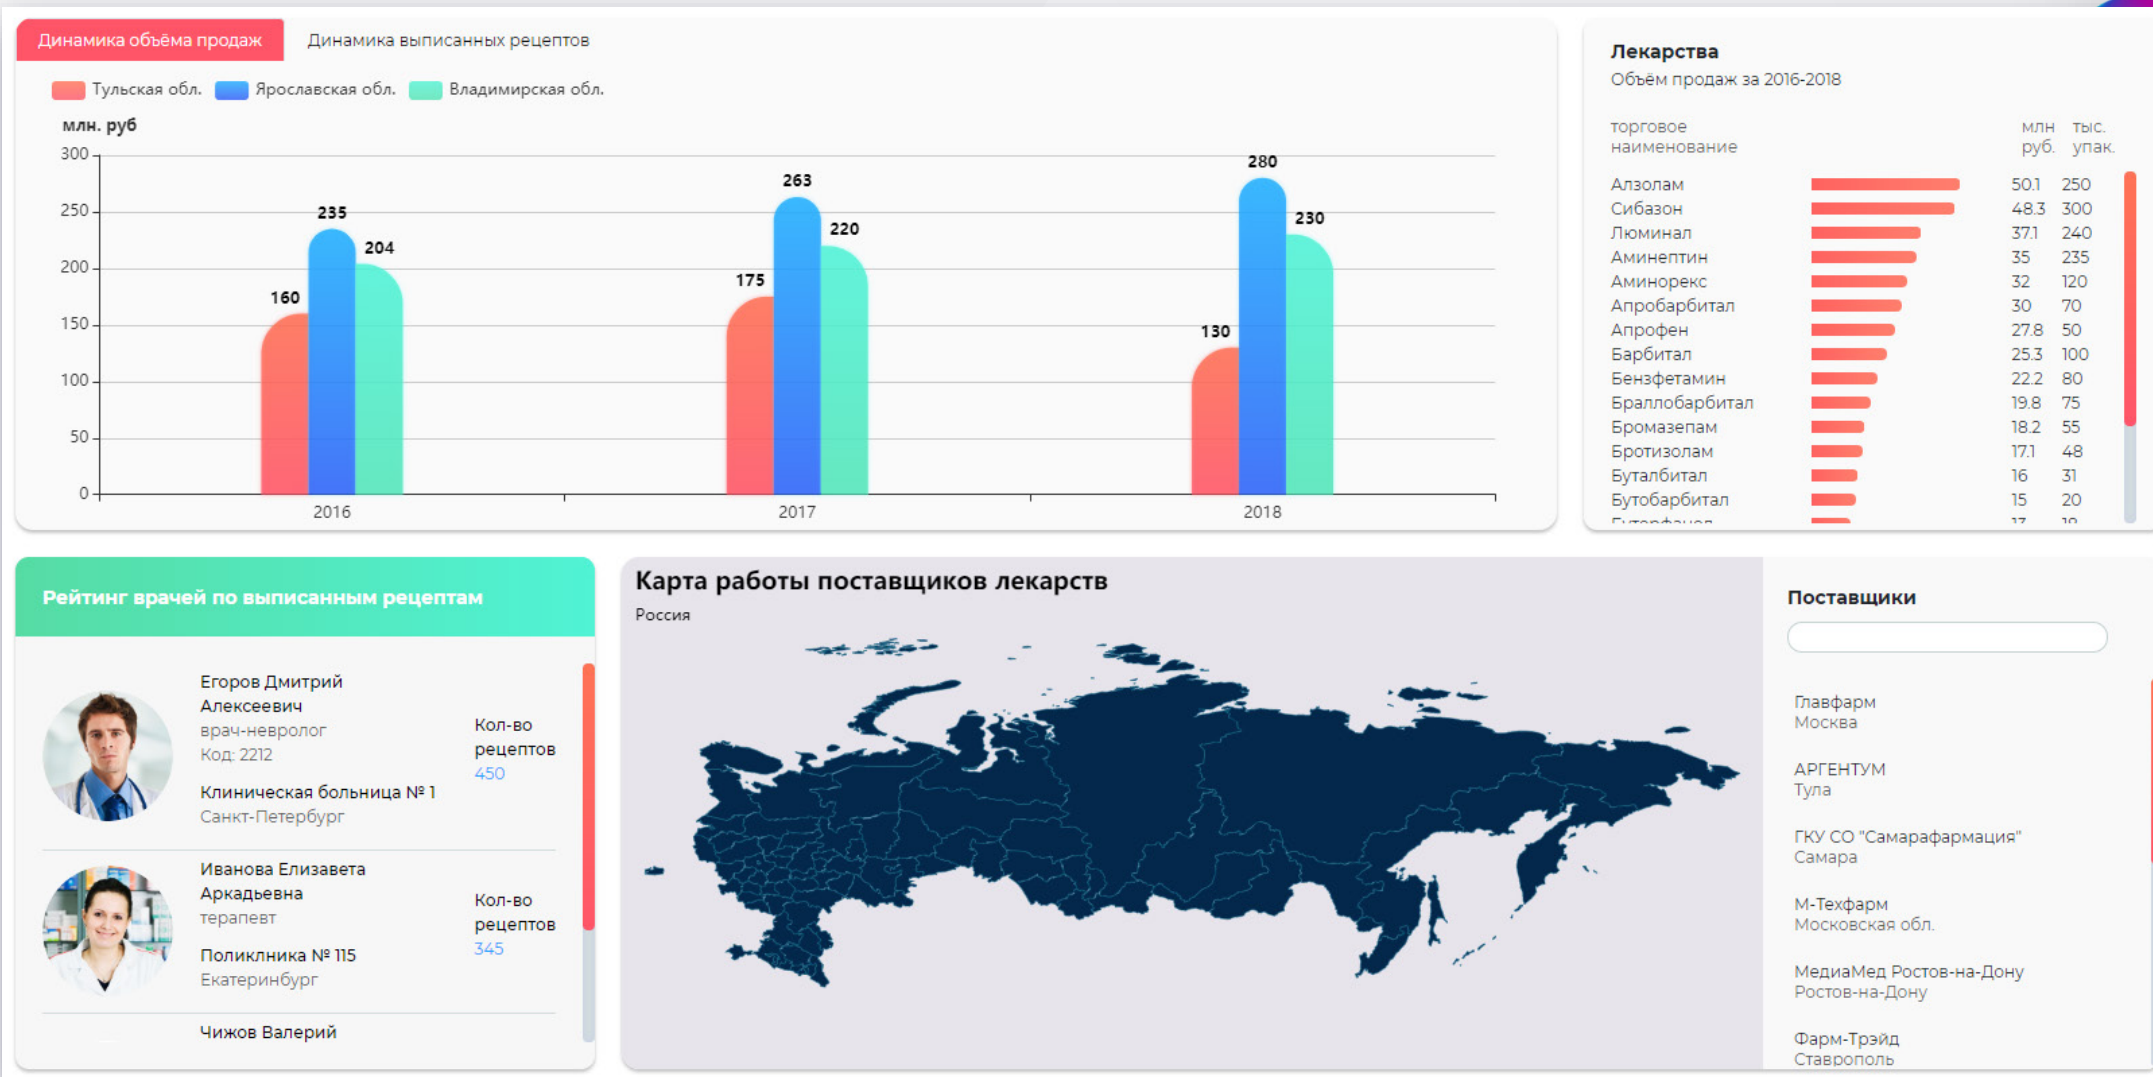 Динамика объёма продаж
Динамика выписанных рецептов
Тульская обл.
Ярославская обл.
Владимирская обл.
млн. руб
300
250
200
150
100
50
0
160
235
204
175
263
220
130
280
230
2016
2017
2018
Лекарства
Объём продаж за 2016-2018
торговое
наименование
млн
руб.
тыс.
упак.
Алзолам 50.1 250
Сибазон 48.3 300
Люминал 37.1 240
Аминептин 35 235
Аминорекс 32 120
Апробарбитал 30 70
Апрофен 27.8 50
Барбитал 25.3 100
Бензфетамин 22.2 80
Браллобарбитал 19.8 75
Бромазепам 18.2 55
Бротизолам 17.1 48
Буталбитал 16 31
Бутобарбитал 15 20
Рейтинг врачей по выписанным рецептам
Егоров Дмитрий
Алексеевич
врач-невролог
Код: 2212
Клиническая больница № 1
Санкт-Петербург
Кол-во
рецептов
450
Иванова Елизавета
Аркадьевна
терапевт
Поликлника № 115
Екатеринбург
Кол-во
рецептов
345
Чижов Валерий
Карта работы поставщиков лекарств
Россия
Поставщики
Главфарм
Москва
АРГЕНТУМ
Тула
ГКУ СО "Самарафармация"
Самара
М-Техфарм
Московская обл.
МедиаМед Ростов-на-Дону
Ростов-на-Дону
Фарм-Трэйд
Ставрополь